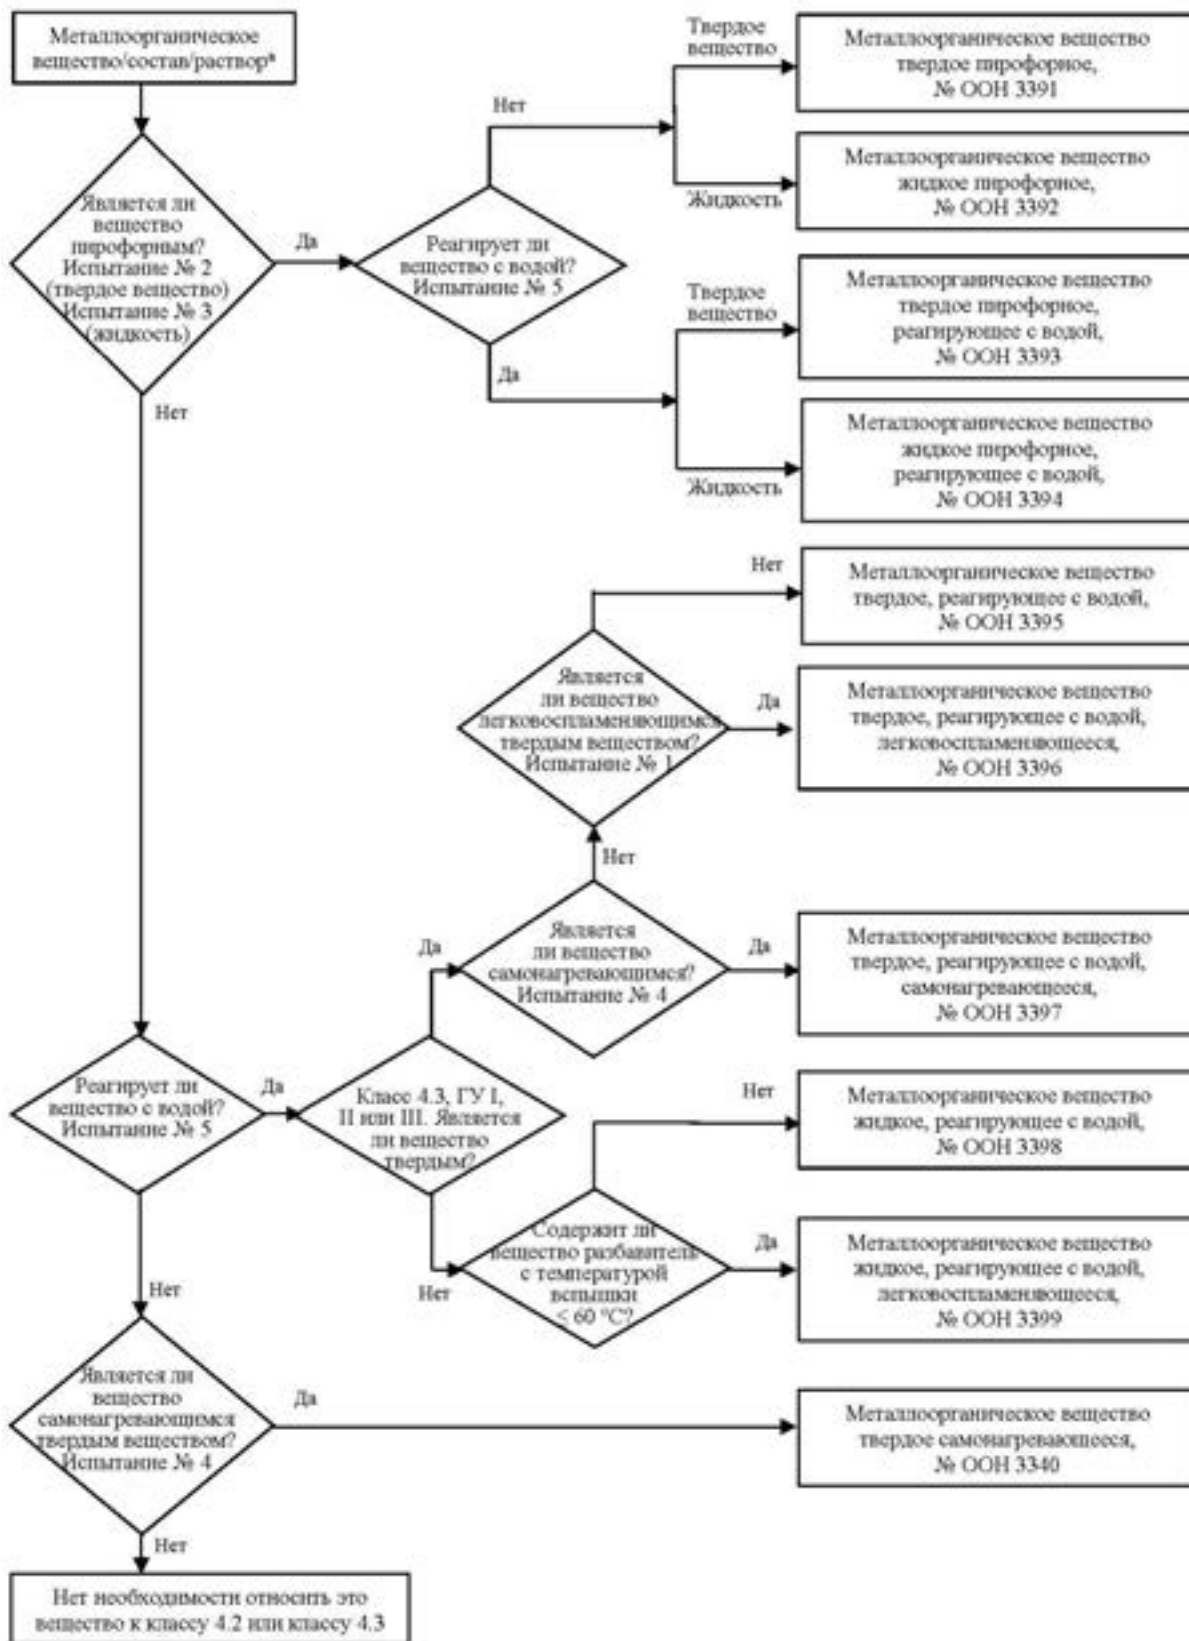 Металлоорганическое
вещество/состав/раствор*
Твердое
вещество
Металлоорганическое вещество
твердое пирофорное,
№ ООН 3391
Нет
Металлоорганическое вещество
жидкое пирофорное,
№ ООН 3392
Жидкость
Является ли
вещество
пирофорным?
Испытание № 2
(твердое вещество)
Испытание № 3
(жидкость)
Да
Реагирует ли
вещество с водой?
Испытание № 5
Твердое
вещество
Металлоорганическое вещество
твердое пирофорное,
реагирующее с водой,
№ ООН 3393
Да
Нет
Металлоорганическое вещество
жидкое пирофорное,
реагирующее с водой,
№ ООН 3394
Жидкость
Нет
Металлоорганическое вещество
твердое, реагирующее с водой,
№ ООН 3395
Является
ли вещество
легковоспламеняющимся
твердым веществом?
Испытание № 1
Да
Металлоорганическое вещество
твердое, реагирующее с водой,
легковоспламеняющееся,
№ ООН 3396
Нет
Да
Является
ли вещество
самонагревающимся?
Испытание № 4
Да
Металлоорганическое вещество
твердое, реагирующее с водой,
самонагревающееся,
№ ООН 3397
Реагирует ли
вещество с водой?
Испытание № 5
Да
Класс 4.3, ГУ I,
II или III. Является
ли вещество
твердым?
Нет
Металлоорганическое вещество
жидкое, реагирующее с водой,
№ ООН 3398
Нет
Нет
Содержит ли
вещество разбавитель
с температурой
вспышки
≤ 60 °C?
Да
Металлоорганическое вещество
жидкое, реагирующее с водой,
легковоспламеняющееся,
№ ООН 3399
Является ли
вещество
самонагревающимся
твердым веществом?
Испытание № 4
Да
Металлоорганическое вещество
твердое самонагревающееся,
№ ООН 3340
Нет
Нет необходимости относить это
вещество к классу 4.2 или классу 4.3